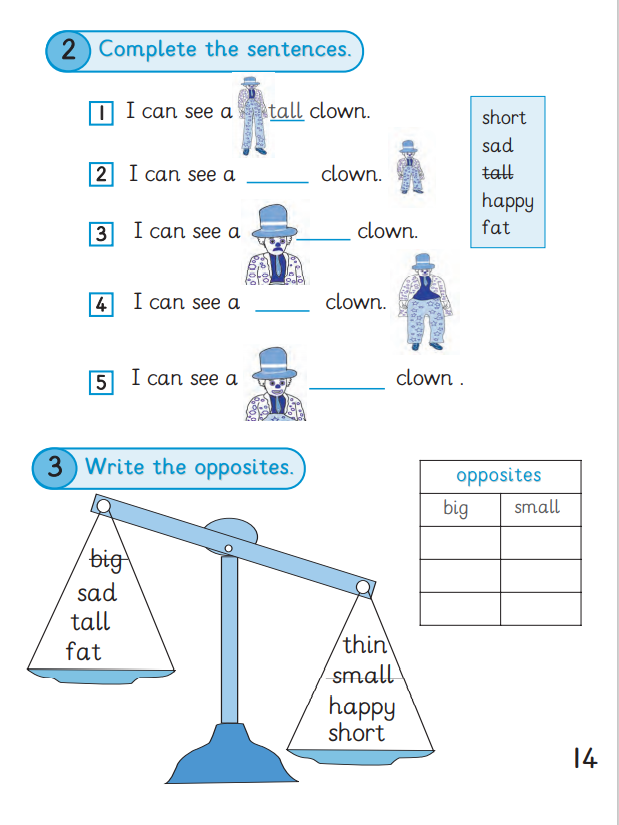 2 Complete the sentences.
1 I can see a tall clown.
2 I can see a ______ clown.
3 I can see a ______ clown.
4 I can see a ______ clown.
5 I can see a ______ clown .
short
sad
tall
happy
fat
3 Write the opposites.
big
sad
tall
fat
thin
small
happy
short
opposites
big small
14